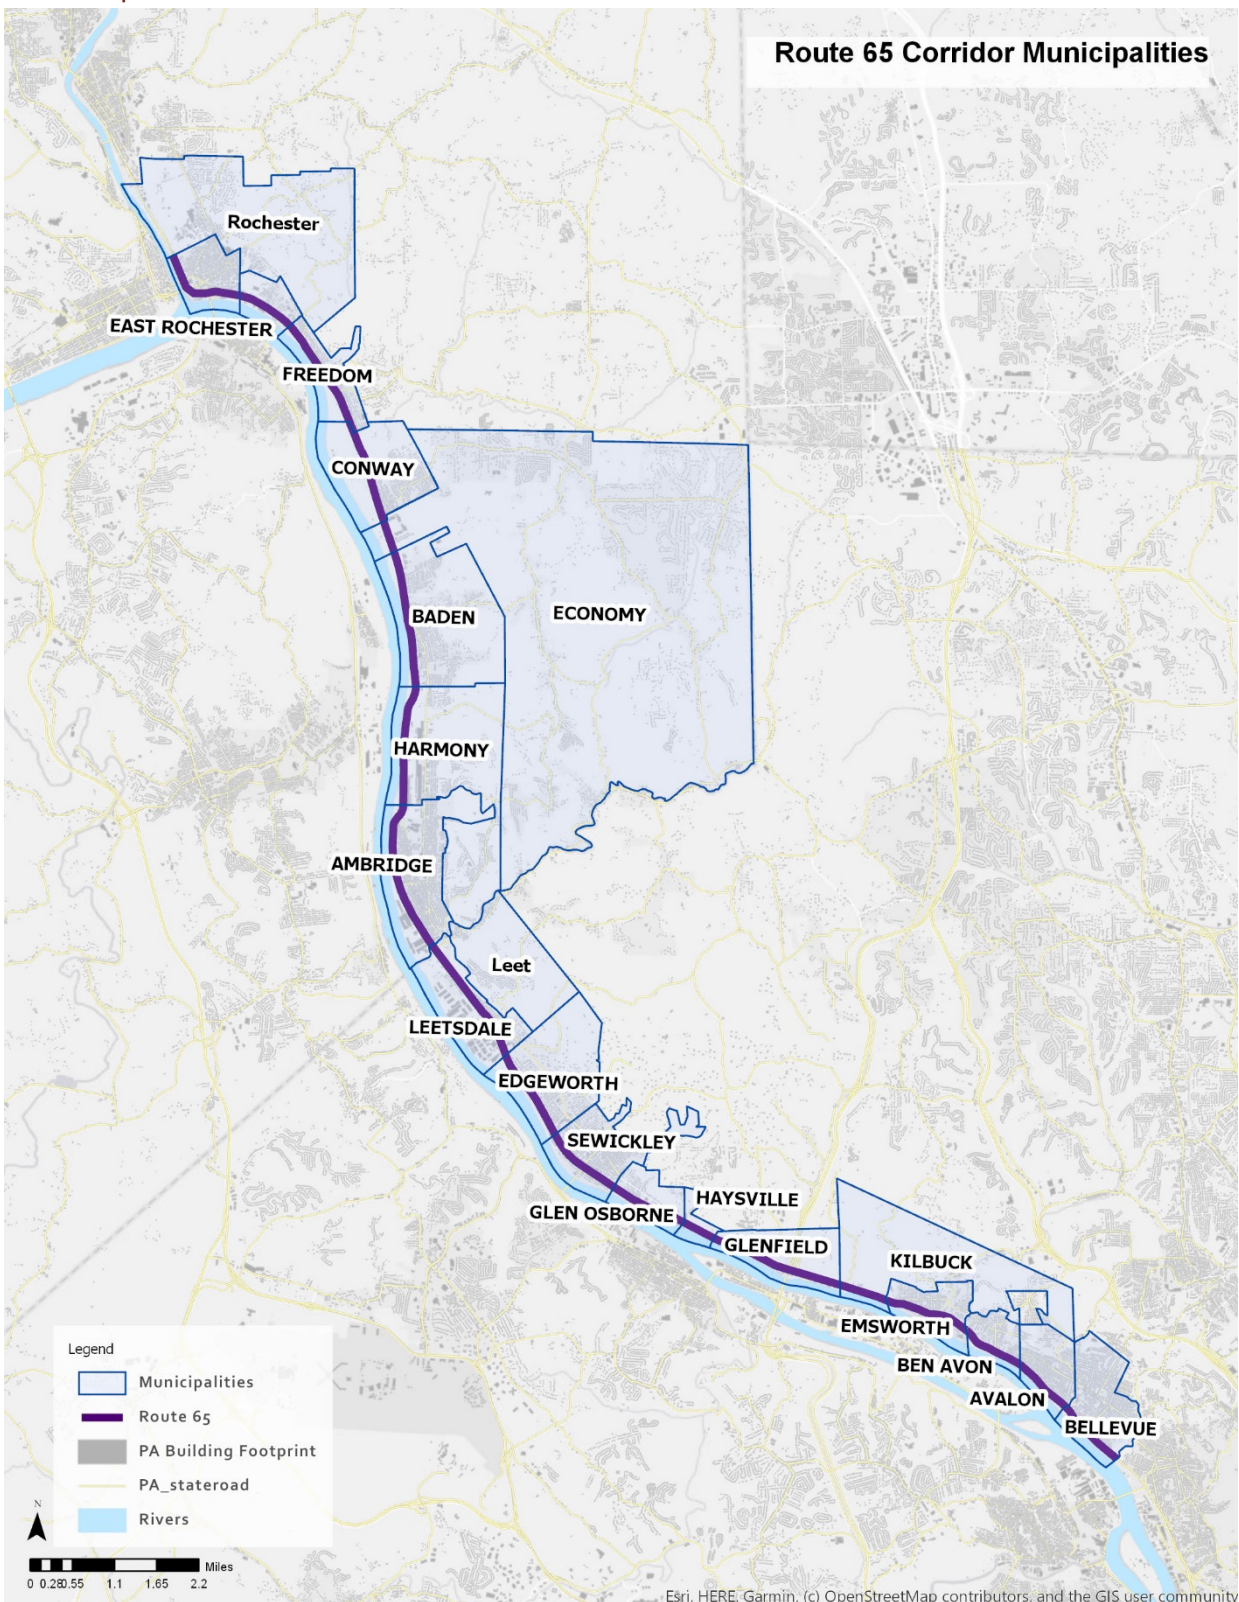 Route 65 Corridor Municipalities
Rochester
EAST ROCHESTER
FREEDOM
CONWAY
BADEN
ECONOMY
HARMONY
AMBRIDGE
Leet
LEETSDALE
EDGEWORTH
SEWICKLEY
HAYSVILLE
GLEN OSBORNE
GLENFIELD
KILBUCK
EMSWORTH
BEN AVON
AVALON
BELLEVUE
Legend
Municipalities
Route 65
PA Building Footprint
PA_stateroad
Rivers
N
Miles
0 0.280.55 1.1 1.65 2.2
Esri, HERE, Garmin, (c) OpenStreetMap contributors, and the GIS user community